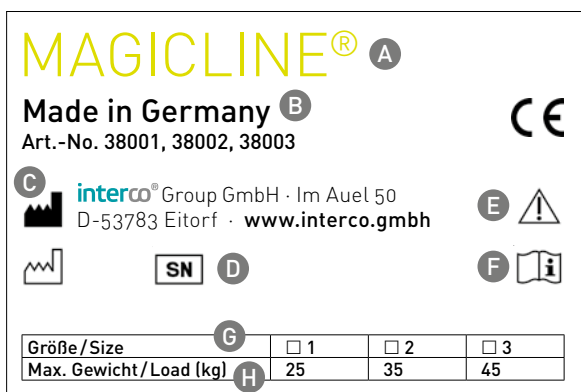 MAGICLINE® A
Made in Germany B
Art.-No. 38001, 38002, 38003
CE
C
interco® Group GmbH · Im Auel 50
D-53783 Eitorf · www.interco.gmbh
E
SN D
F i
G
Größe/Size □ 1 □ 2 □ 3
Max. Gewicht/Load (kg) H 25 35 45